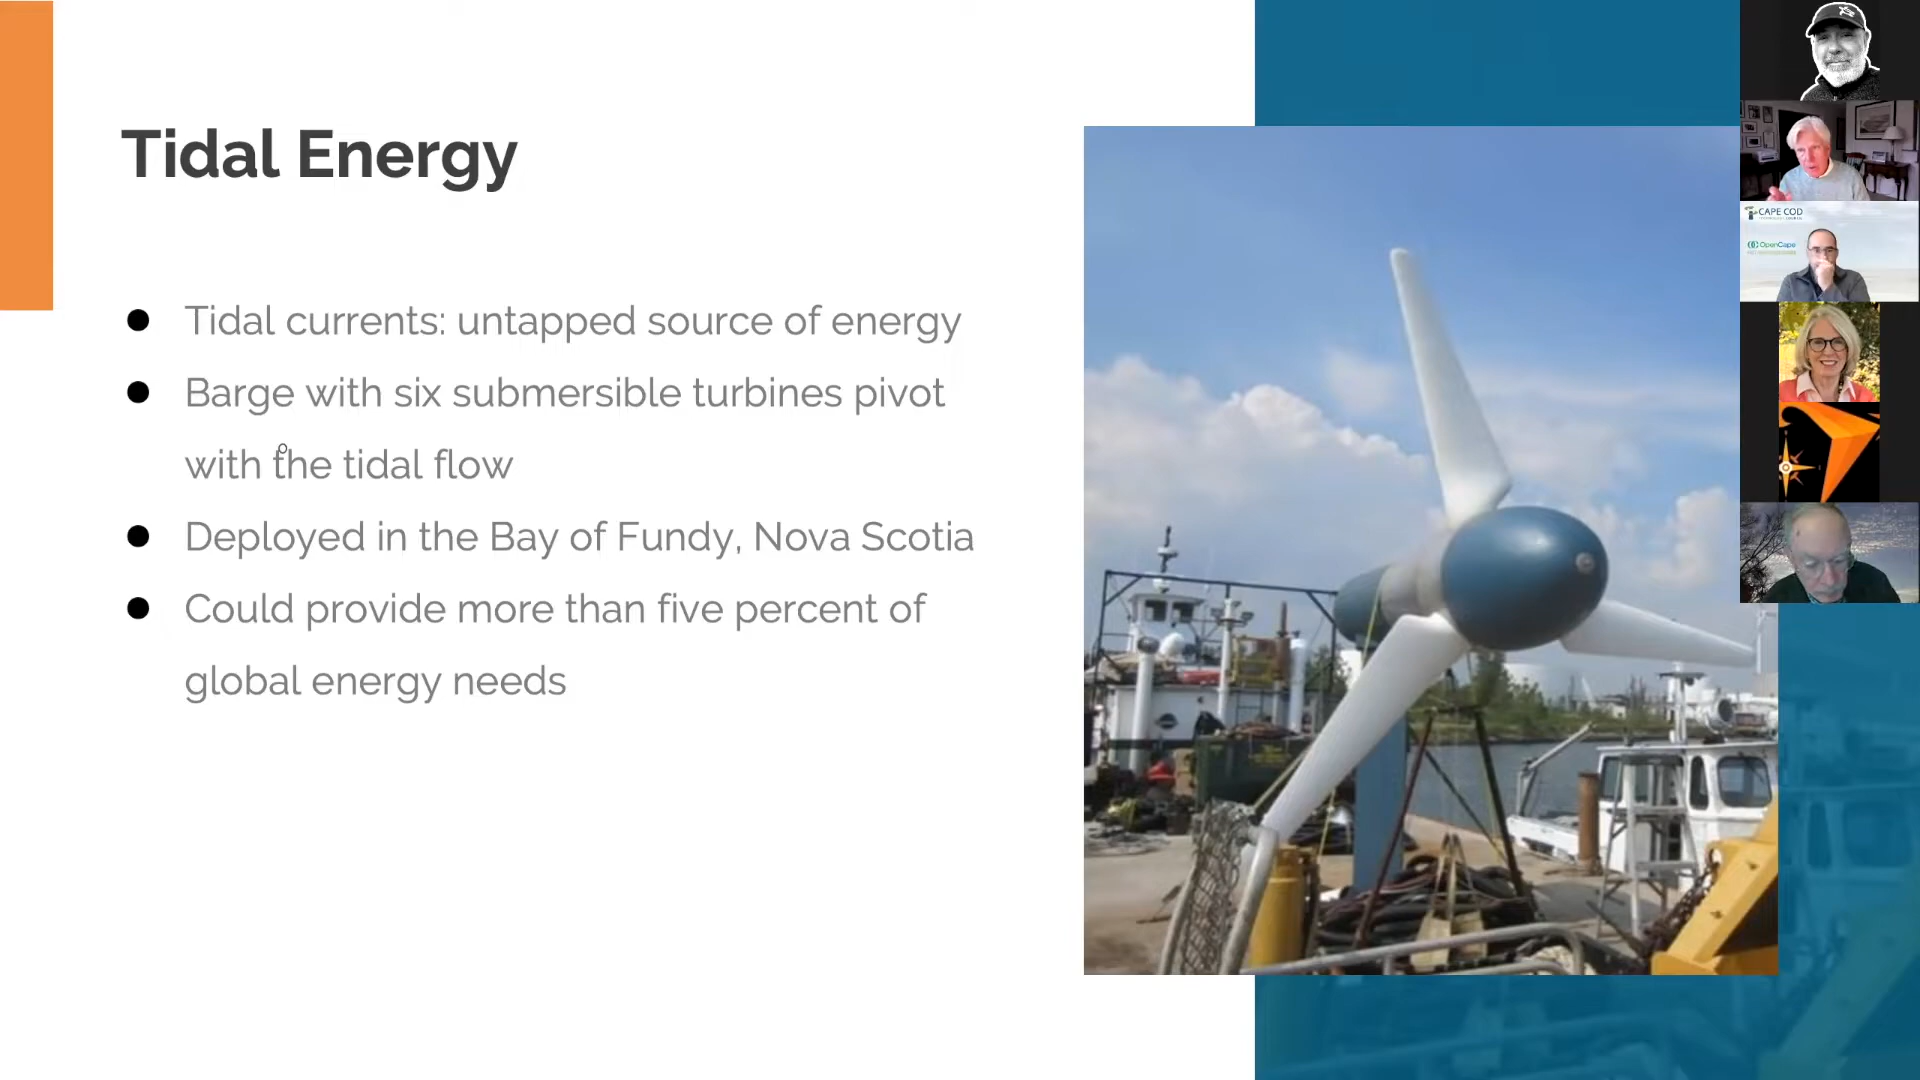 Tidal Energy
Tidal currents: untapped source of energy
Barge with six submersible turbines pivot
with the tidal flow
Deployed in the Bay of Fundy, Nova Scotia
Could provide more than five percent of
global energy needs
CAPE COD
OpenCape